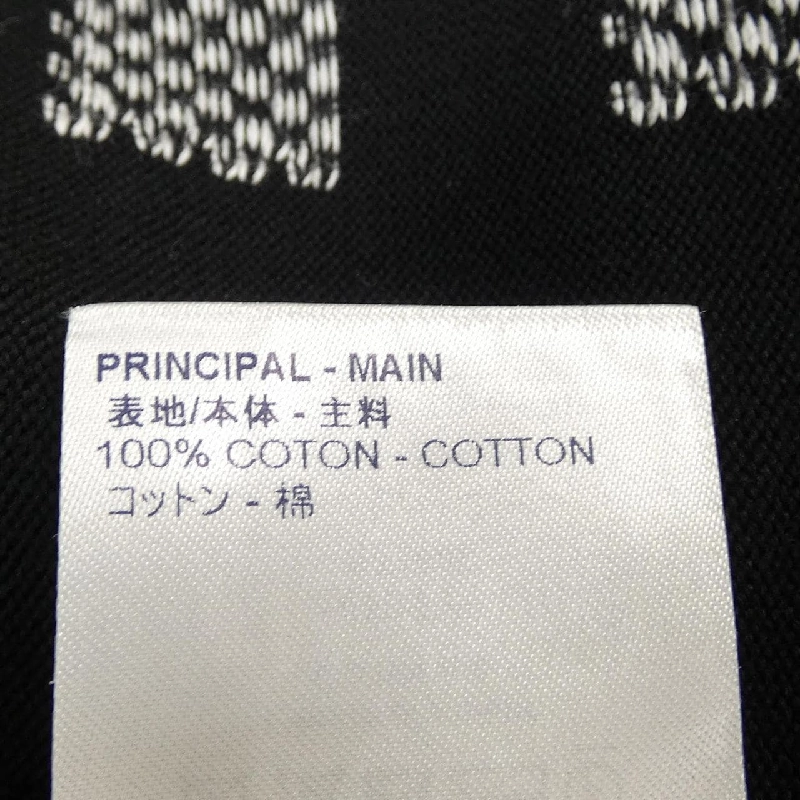 PRINCIPAL - MAIN
表地/本体 - 主料
100% COTON - COTTON
コットン - 棉